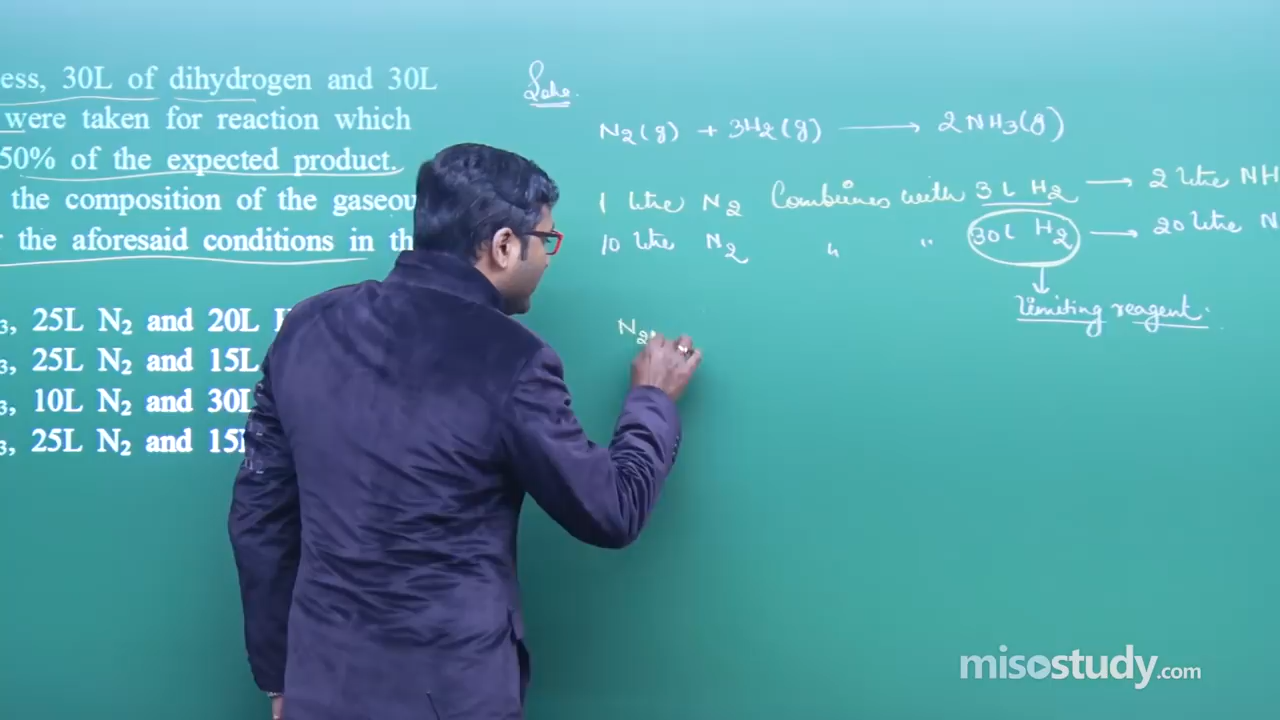 ess, 30L of dihydrogen and 30L
were taken for reaction which
50% of the expected product.
the composition of the gaseou
the aforesaid conditions in th
₃, 25L N₂ and 20L
₃, 25L N₂ and 15L
₃, 10L N₂ and 30L
₃, 25L N₂ and 15
Soln.
N₂(g) + 3H₂(g) ⟶ 2NH₃(g)
1 litre N₂ Combines with 3L H₂ ⟶ 2 litre NH
10 litre N₂ " " 30L H₂ ⟶ 20 litre N
↓
limiting reagent.
N₂
misostudy.com